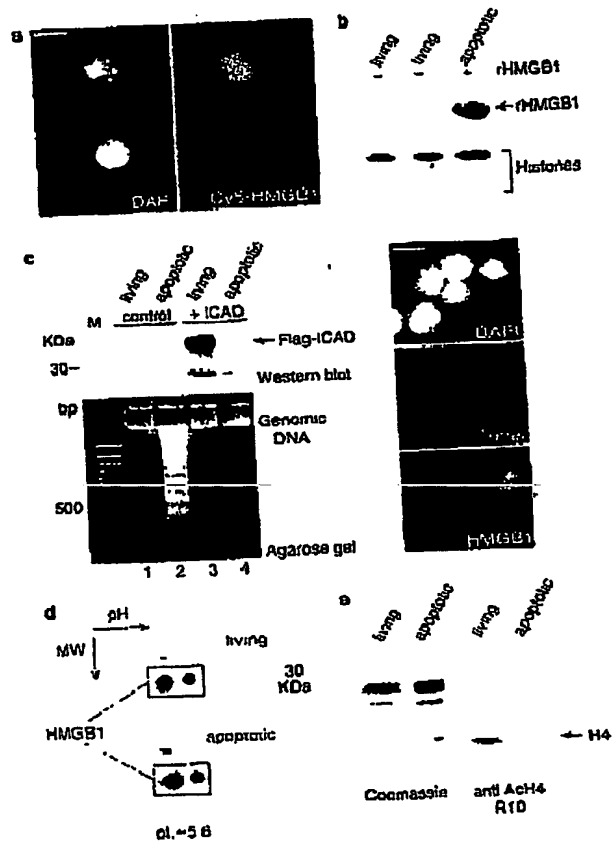 a
DAPI
Cy5-HMGB1
b
living
living
apoptotic
- - + rHMGB1
rHMGB1
Histones
c
living
apoptotic
living
apoptotic
M control + ICAD
KDa
Flag-ICAD
30
Western blot
bp
Genomic DNA
500
Agarose gel
1 2 3 4
DAPI
HMGB1
d
pH
MW
living
HMGB1
apoptotic
e
living
apoptotic
living
apoptotic
30
KDa
H4
Coomassie
anti AcH4